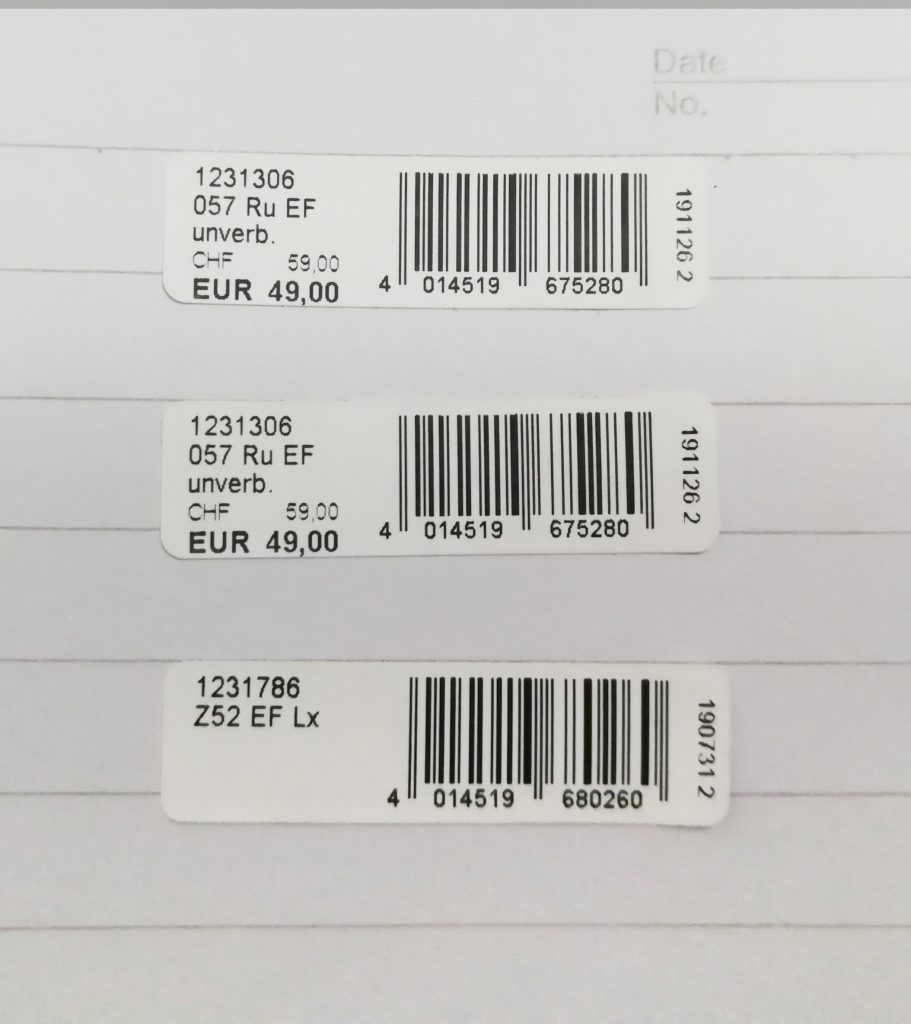 Date
No.
1231306
057 Ru EF
unverb.
CHF 59,00
EUR 49,00
4 014519 675280
191126 2
1231306
057 Ru EF
unverb.
CHF 59,00
EUR 49,00
4 014519 675280
191126 2
1231786
Z52 EF Lx
4 014519 680260
190731 2